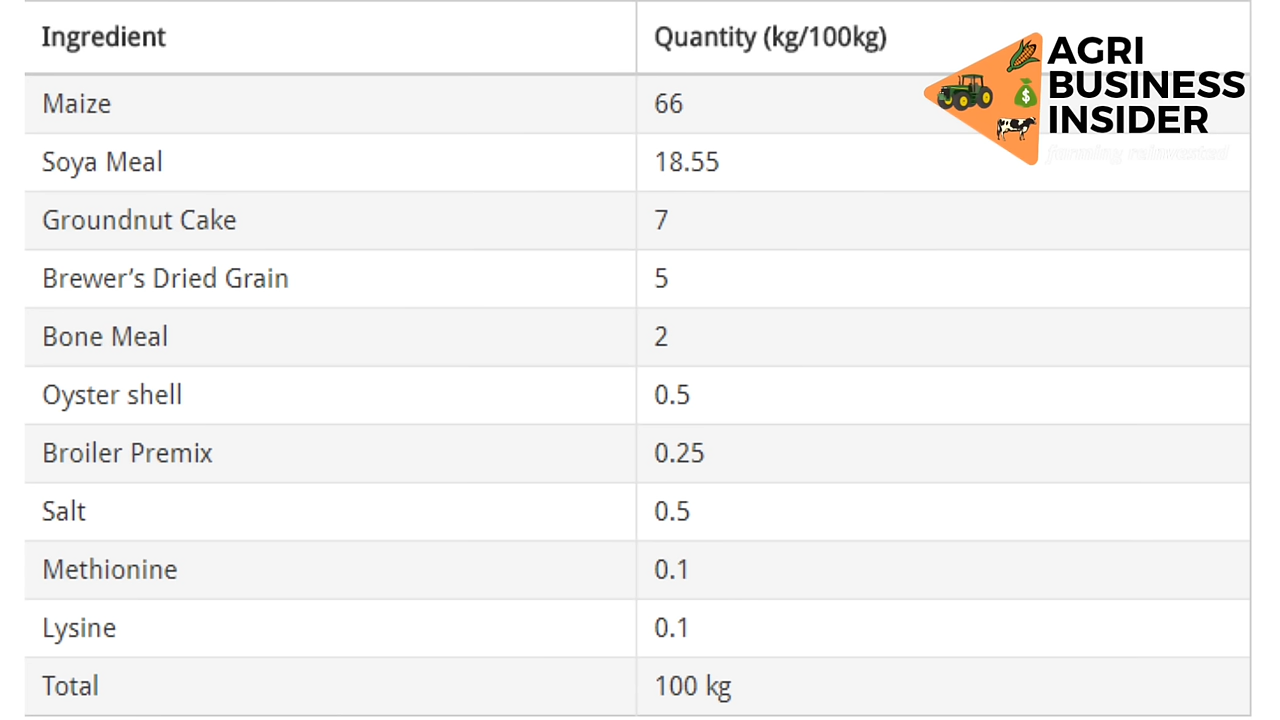 Ingredient Quantity (kg/100kg)
AGRI
BUSINESS
INSIDER
farming reinvested
Maize 66
Soya Meal 18.55
Groundnut Cake 7
Brewer’s Dried Grain 5
Bone Meal 2
Oyster shell 0.5
Broiler Premix 0.25
Salt 0.5
Methionine 0.1
Lysine 0.1
Total 100 kg